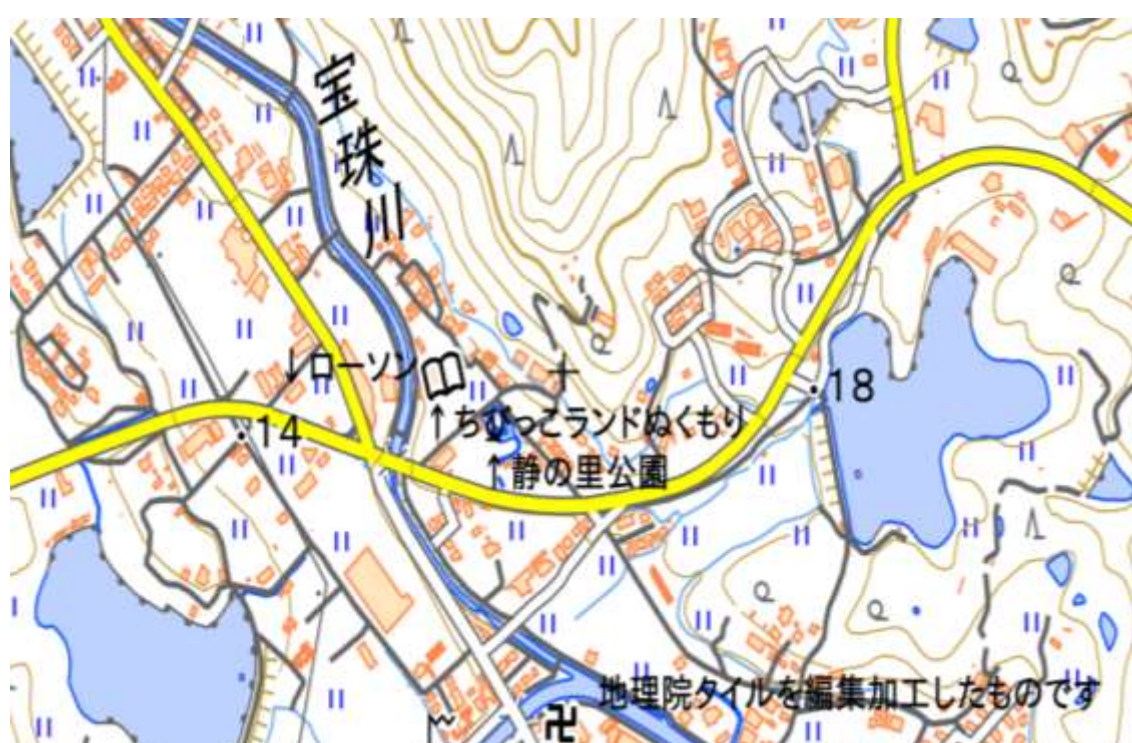 宝珠川
↓ローソン
↑ちびっこランドぬくもり
18
14
↑静の里公園
地理院タイルを編集加工したものです